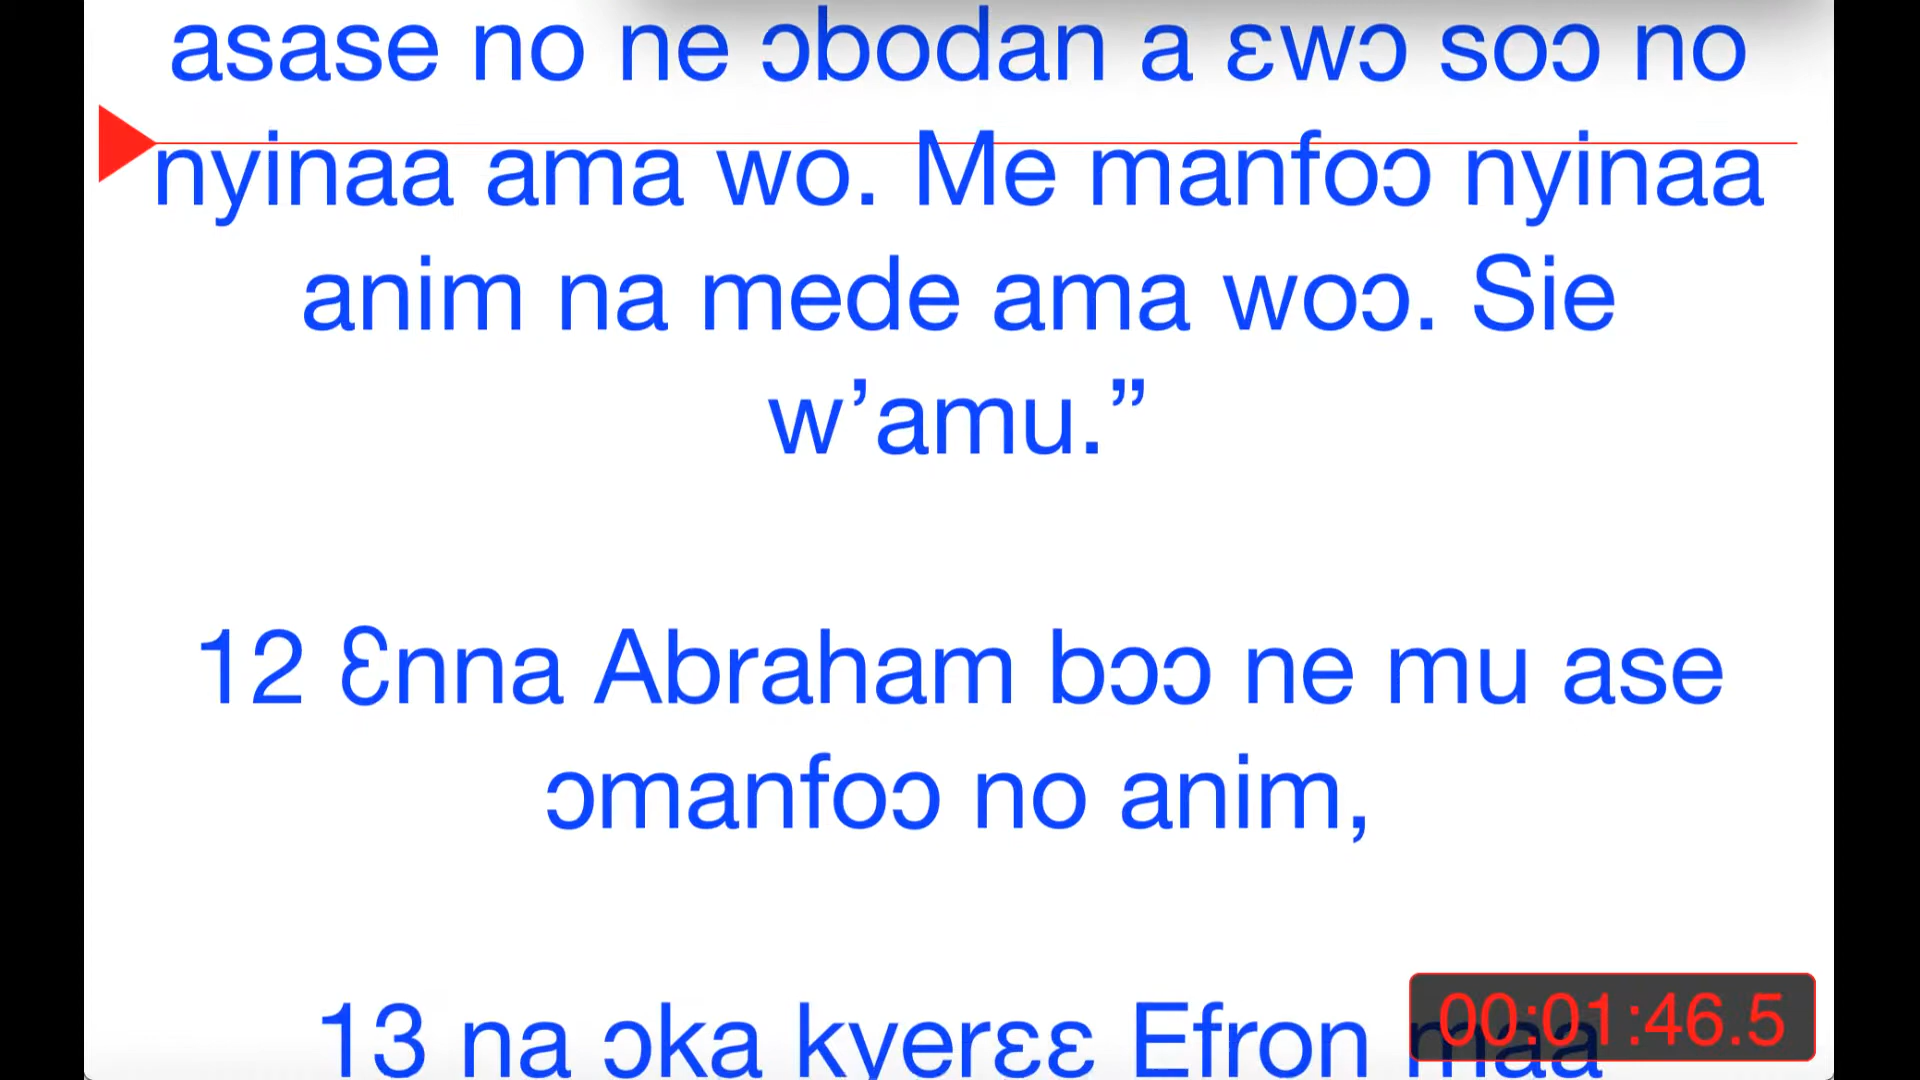 asase no ne ɔbodan a ɛwɔ soɔ no
nyinaa ama wo. Me manfoɔ nyinaa
anim na mede ama woɔ. Sie
w’amu.”
12 Ɛnna Abraham bɔɔ ne mu ase
ɔmanfoɔ no anim,
13 na ɔka kyerɛɛ Efron maa
00:01:46.5